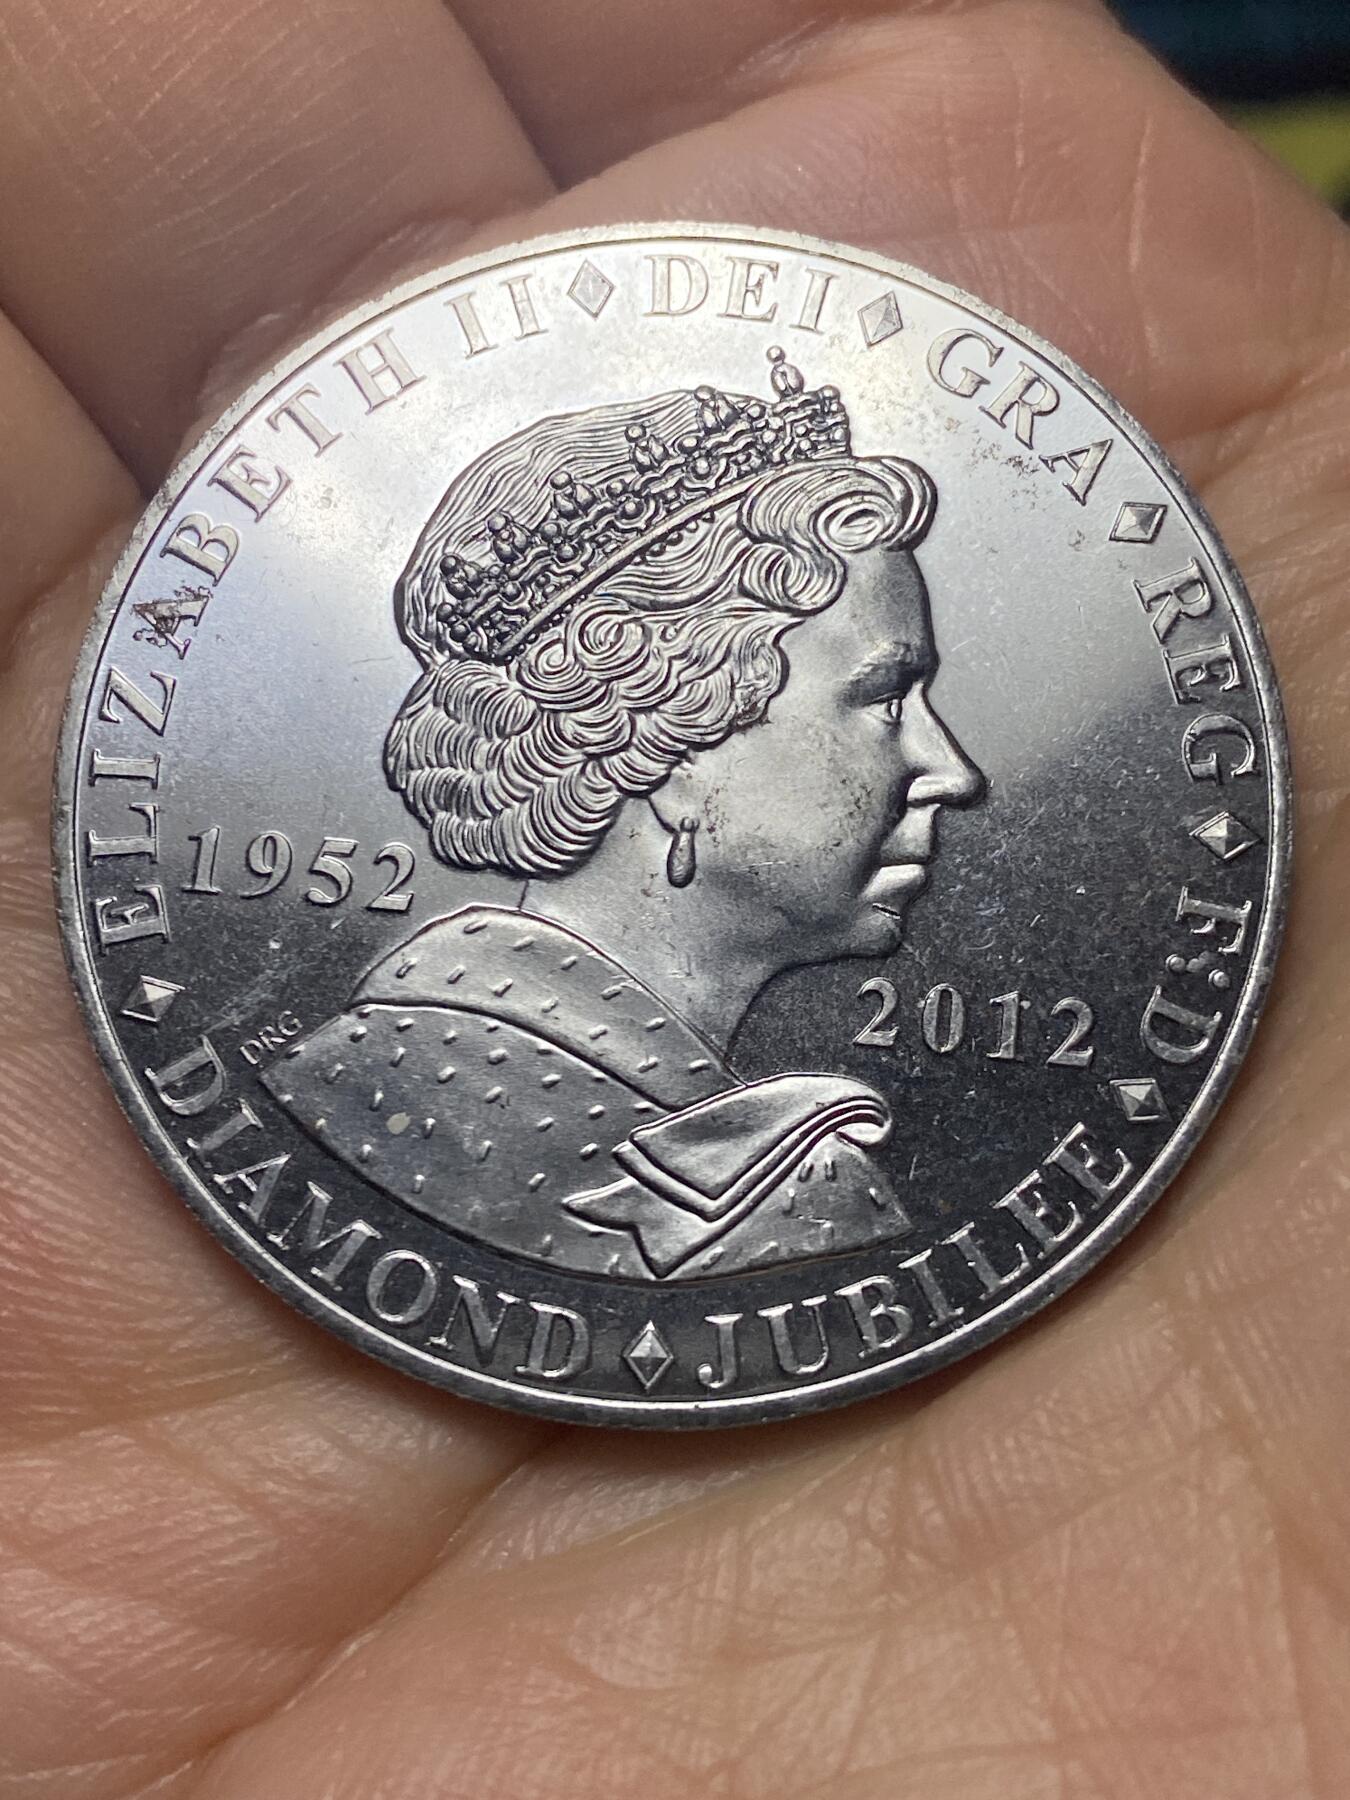 ELIZABETH II ◆ DEI ◆ GRA ◆ REG ◆ F:D ◆
1952
2012
DRG
DIAMOND ◆ JUBILEE